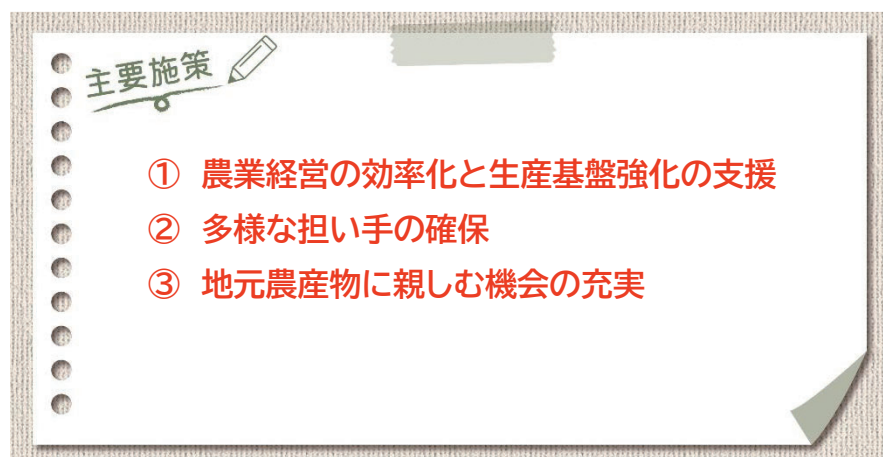 主要施策
① 農業経営の効率化と生産基盤強化の支援
② 多様な担い手の確保
③ 地元農産物に親しむ機会の充実